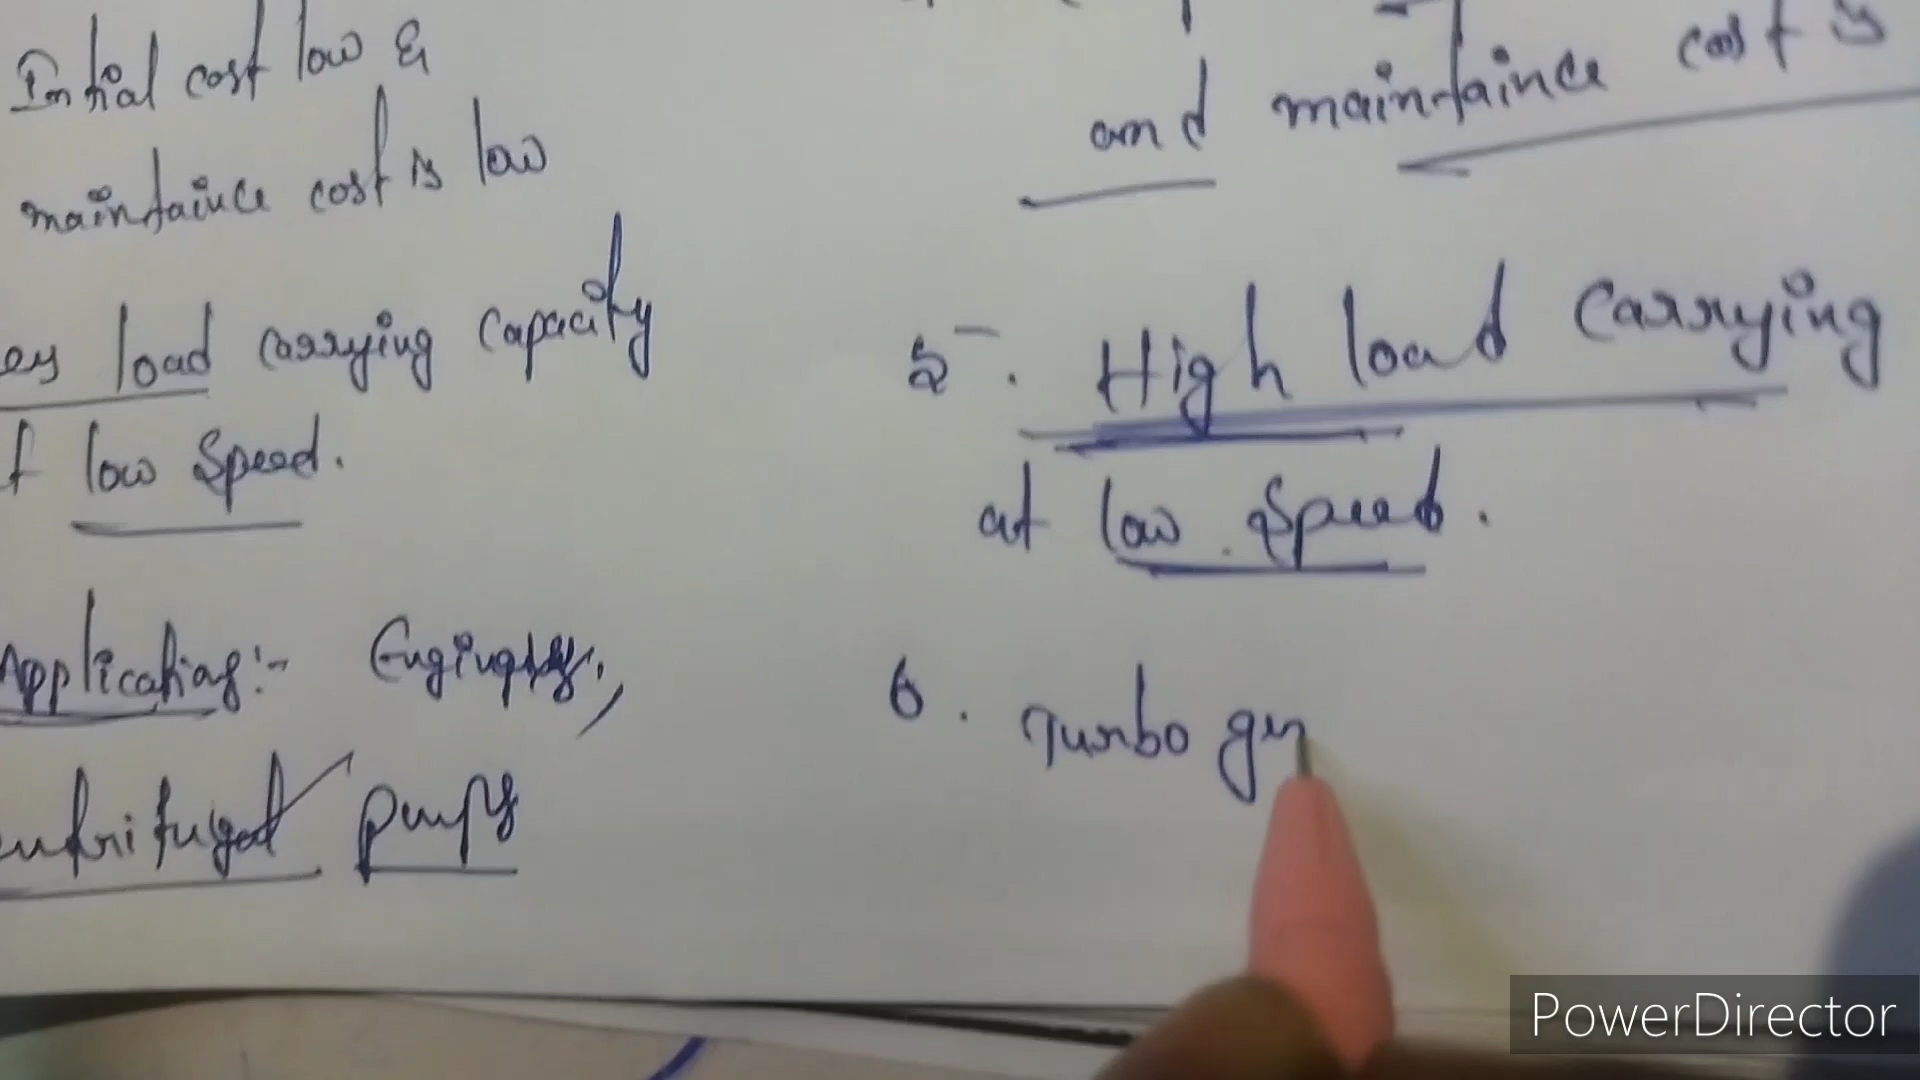 Initial cost low &
maintaince cost is low
load carrying capacity
low speed.
Applications:-
pumps
and maintaince cost is
5. High load carrying
at low speed.
6. Turbo gen
PowerDirector